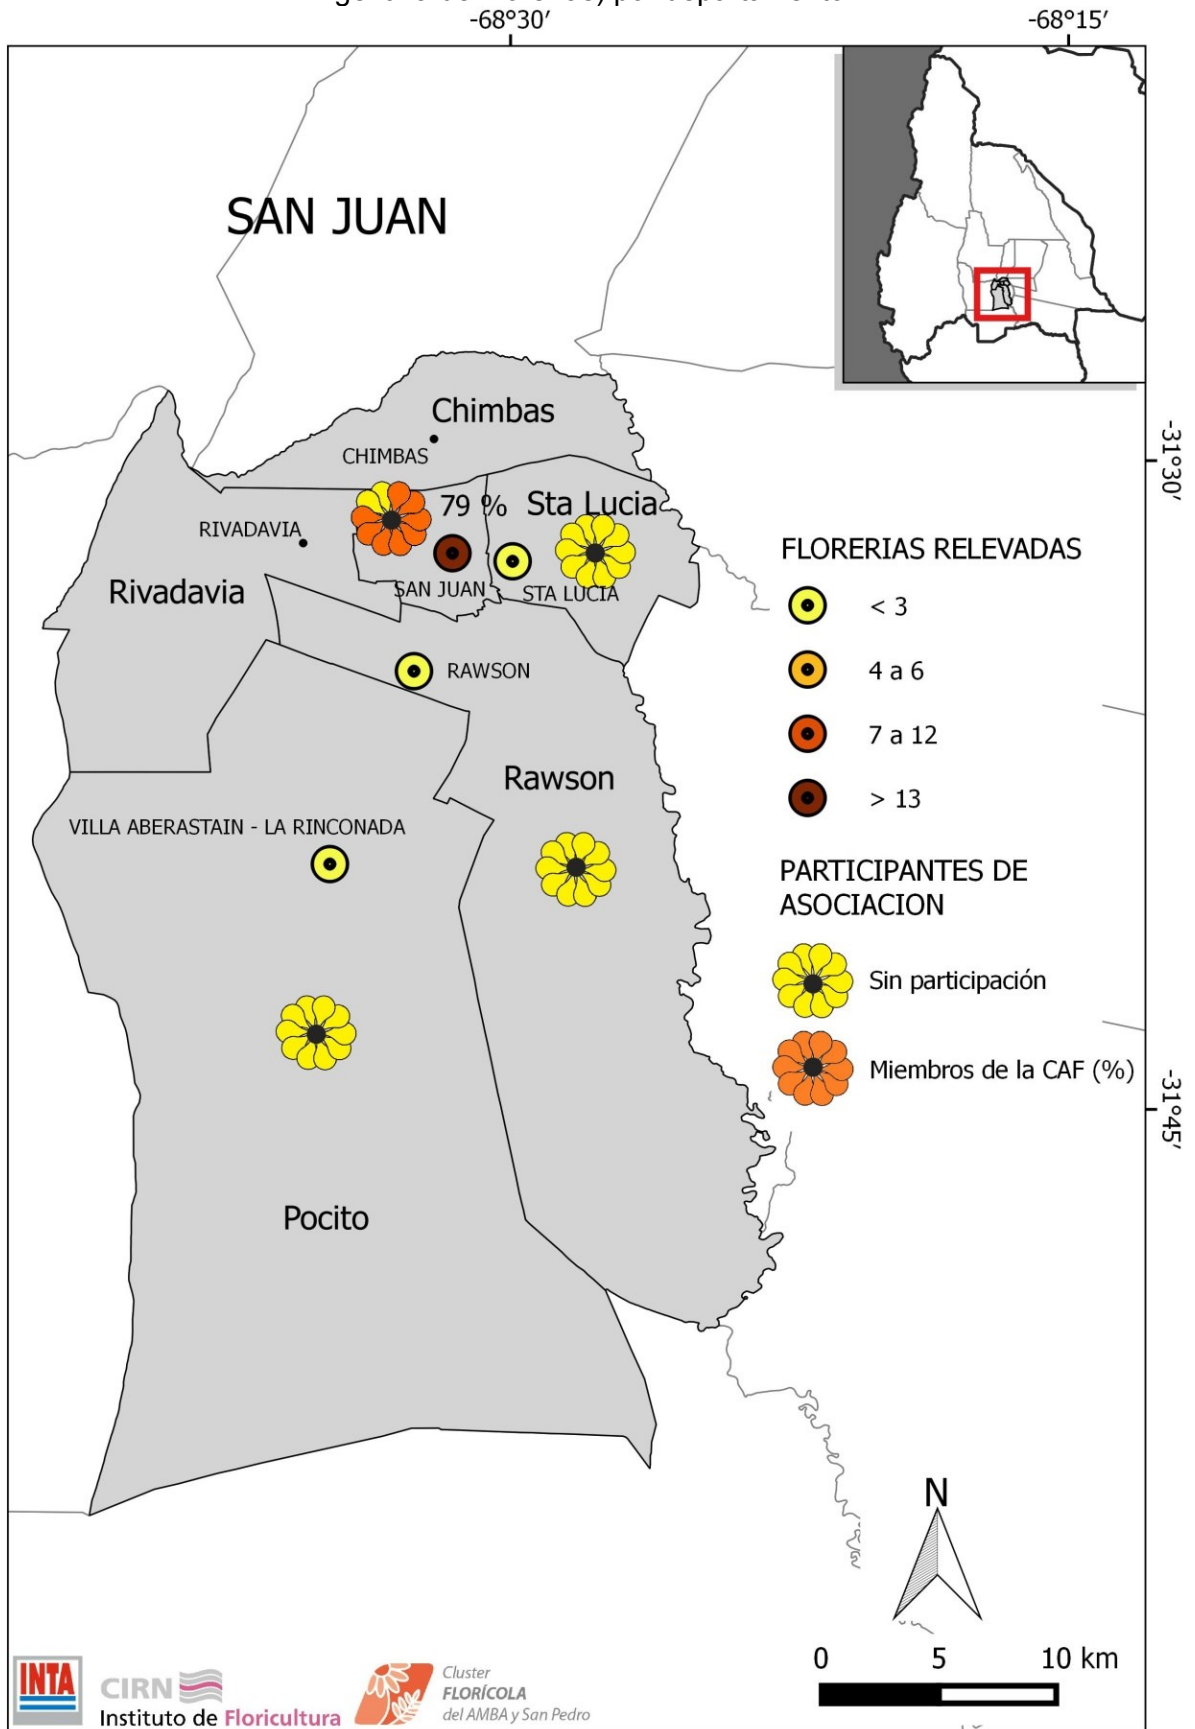 -68°30′
-68°15′
SAN JUAN
-31°30′
Chimbas
CHIMBAS
79 %
Sta Lucia
RIVADAVIA
Rivadavia
SAN JUAN
STA LUCIA
RAWSON
Rawson
VILLA ABERASTAIN - LA RINCONADA
Pocito
FLORERIAS RELEVADAS
< 3
4 a 6
7 a 12
> 13
PARTICIPANTES DE
ASOCIACION
Sin participación
Miembros de la CAF (%)
-31°45′
N
0 5 10 km
INTA
CIRN
Instituto de Floricultura
Cluster
FLORÍCOLA
del AMBA y San Pedro